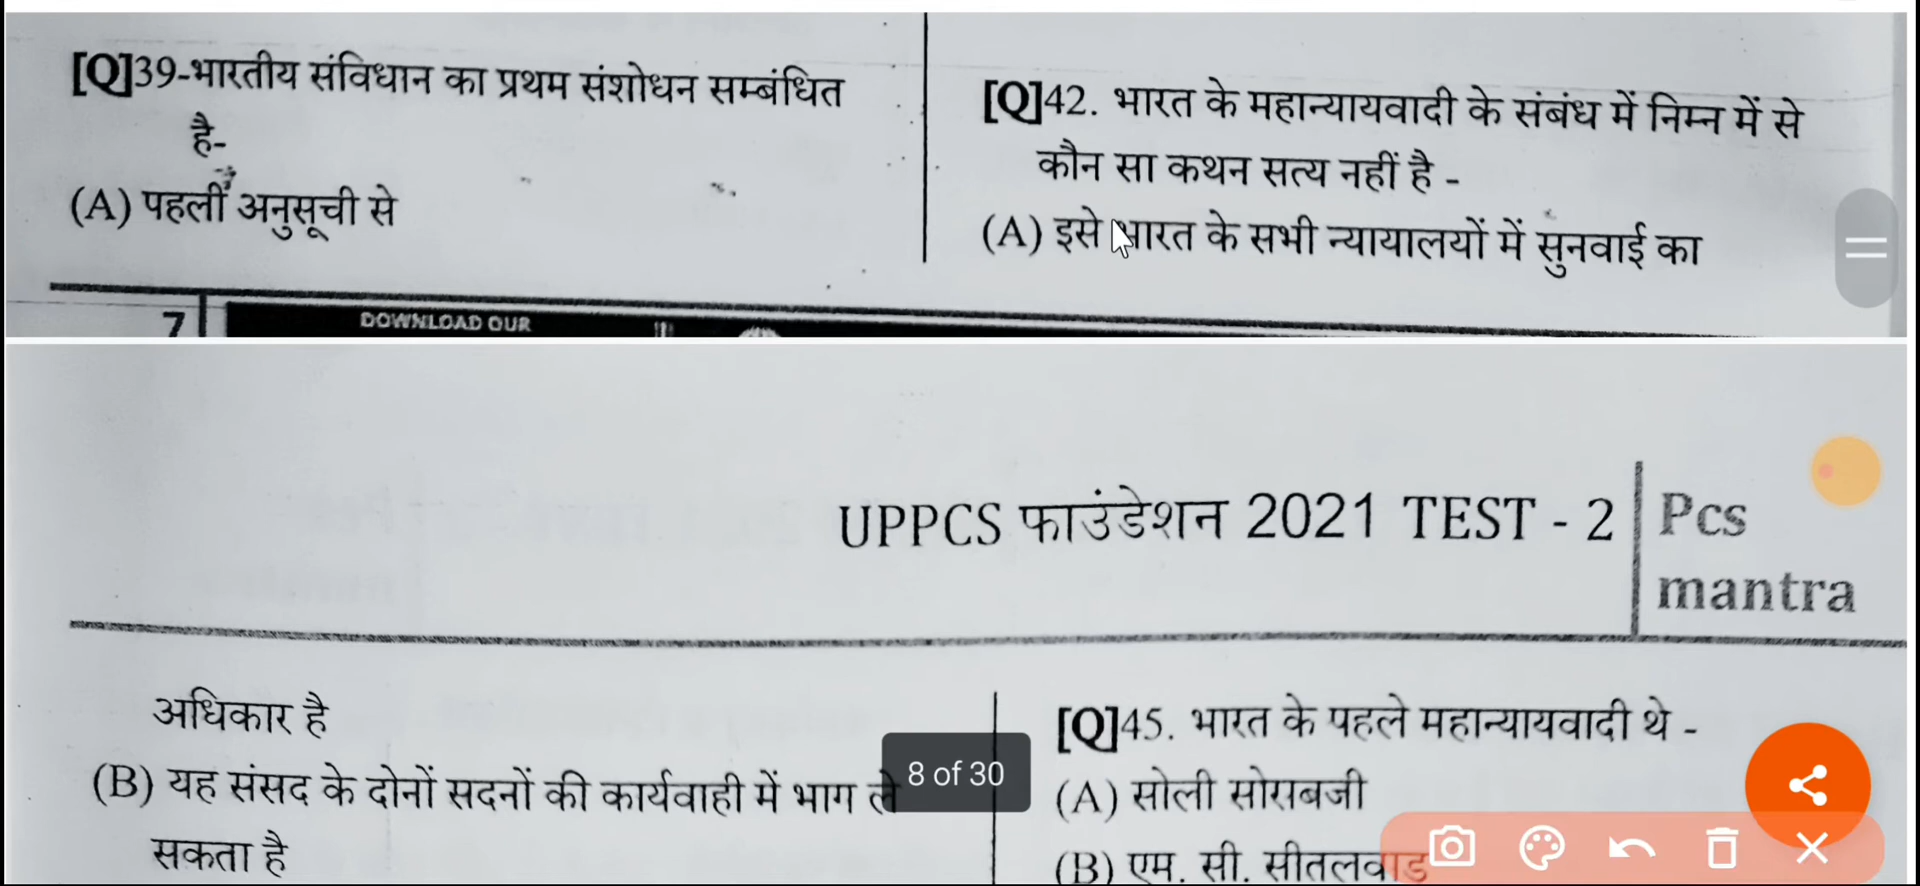 [Q]39-भारतीय संविधान का प्रथम संशोधन सम्बंधित
है-
(A) पहली अनुसूची से
[Q]42. भारत के महान्यायवादी के संबंध में निम्न में से
कौन सा कथन सत्य नहीं है -
(A) इसे भारत के सभी न्यायालयों में सुनवाई का
7
DOWNLOAD OUR
UPPCS फाउंडेशन 2021 TEST - 2
Pcs
mantra
अधिकार है
(B) यह संसद के दोनों सदनों की कार्यवाही में भाग ले
सकता है
8 of 30
[Q]45. भारत के पहले महान्यायवादी थे -
(A) सोली सोराबजी
(B) एम. सी. सीतलवाड